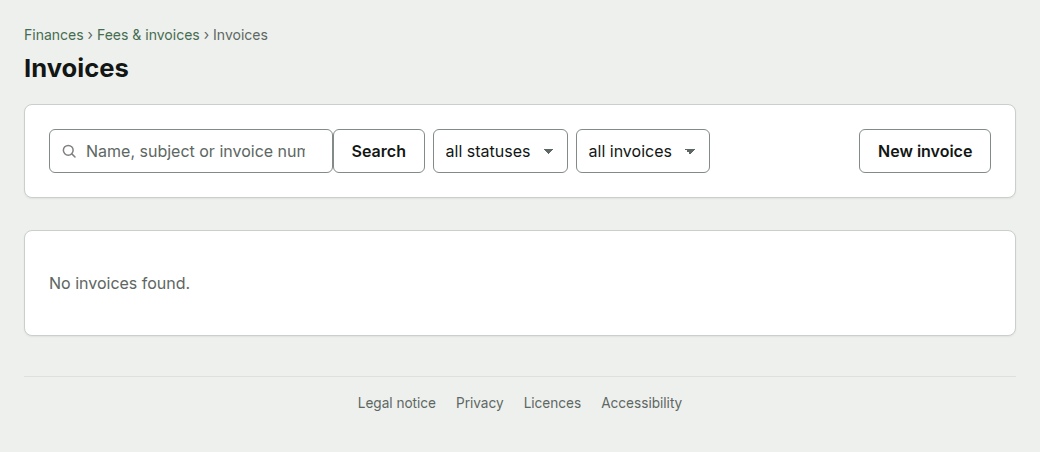 Finances › Fees & invoices › Invoices
Invoices
Name, subject or invoice num
Search
all statuses
all invoices
New invoice
No invoices found.
Legal notice Privacy Licences Accessibility